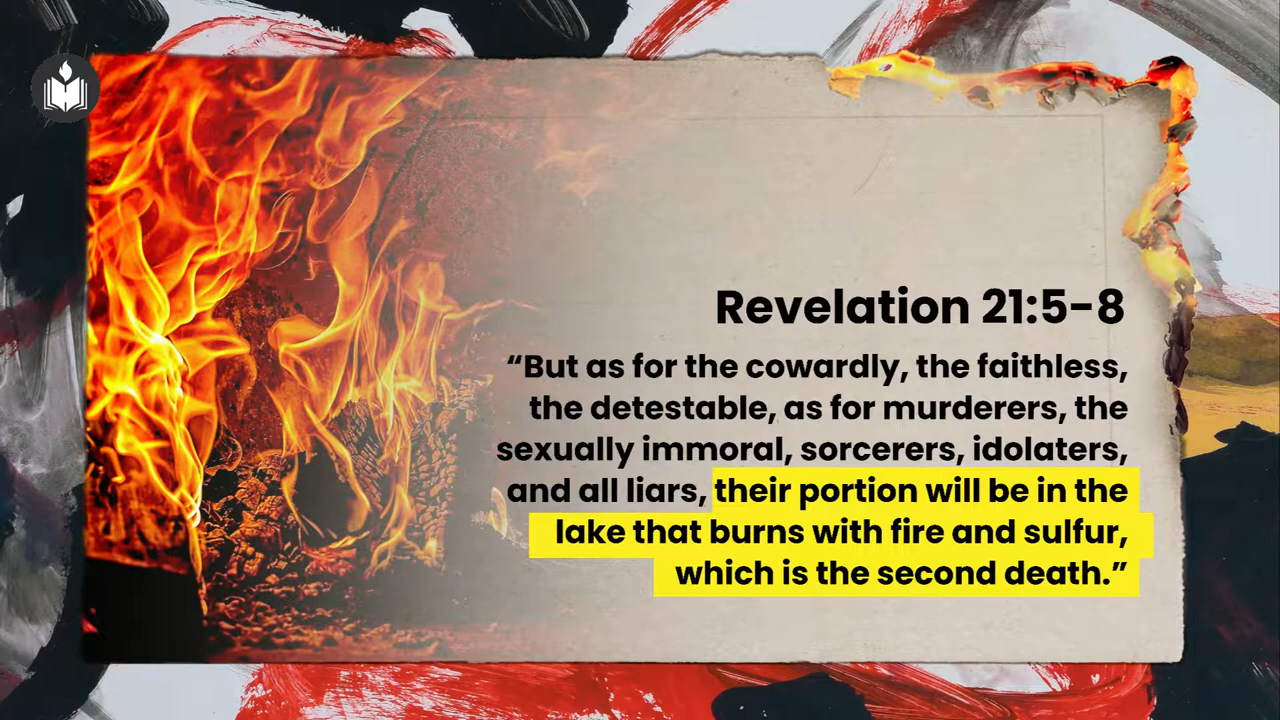 Revelation 21:5-8
“But as for the cowardly, the faithless,
the detestable, as for murderers, the
sexually immoral, sorcerers, idolaters,
and all liars, their portion will be in the
lake that burns with fire and sulfur,
which is the second death.”